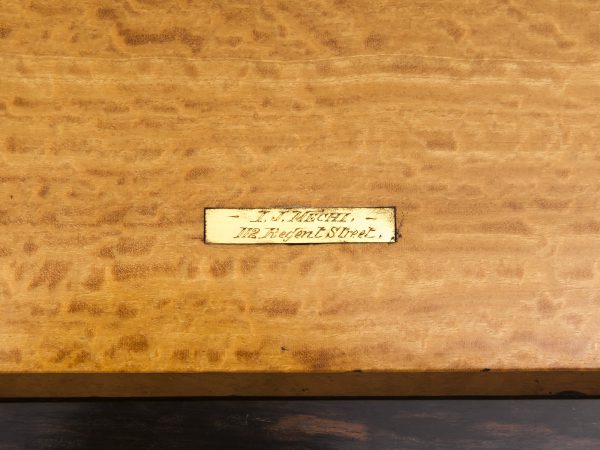 - I. J. MECHI. -
112. Regent Street.